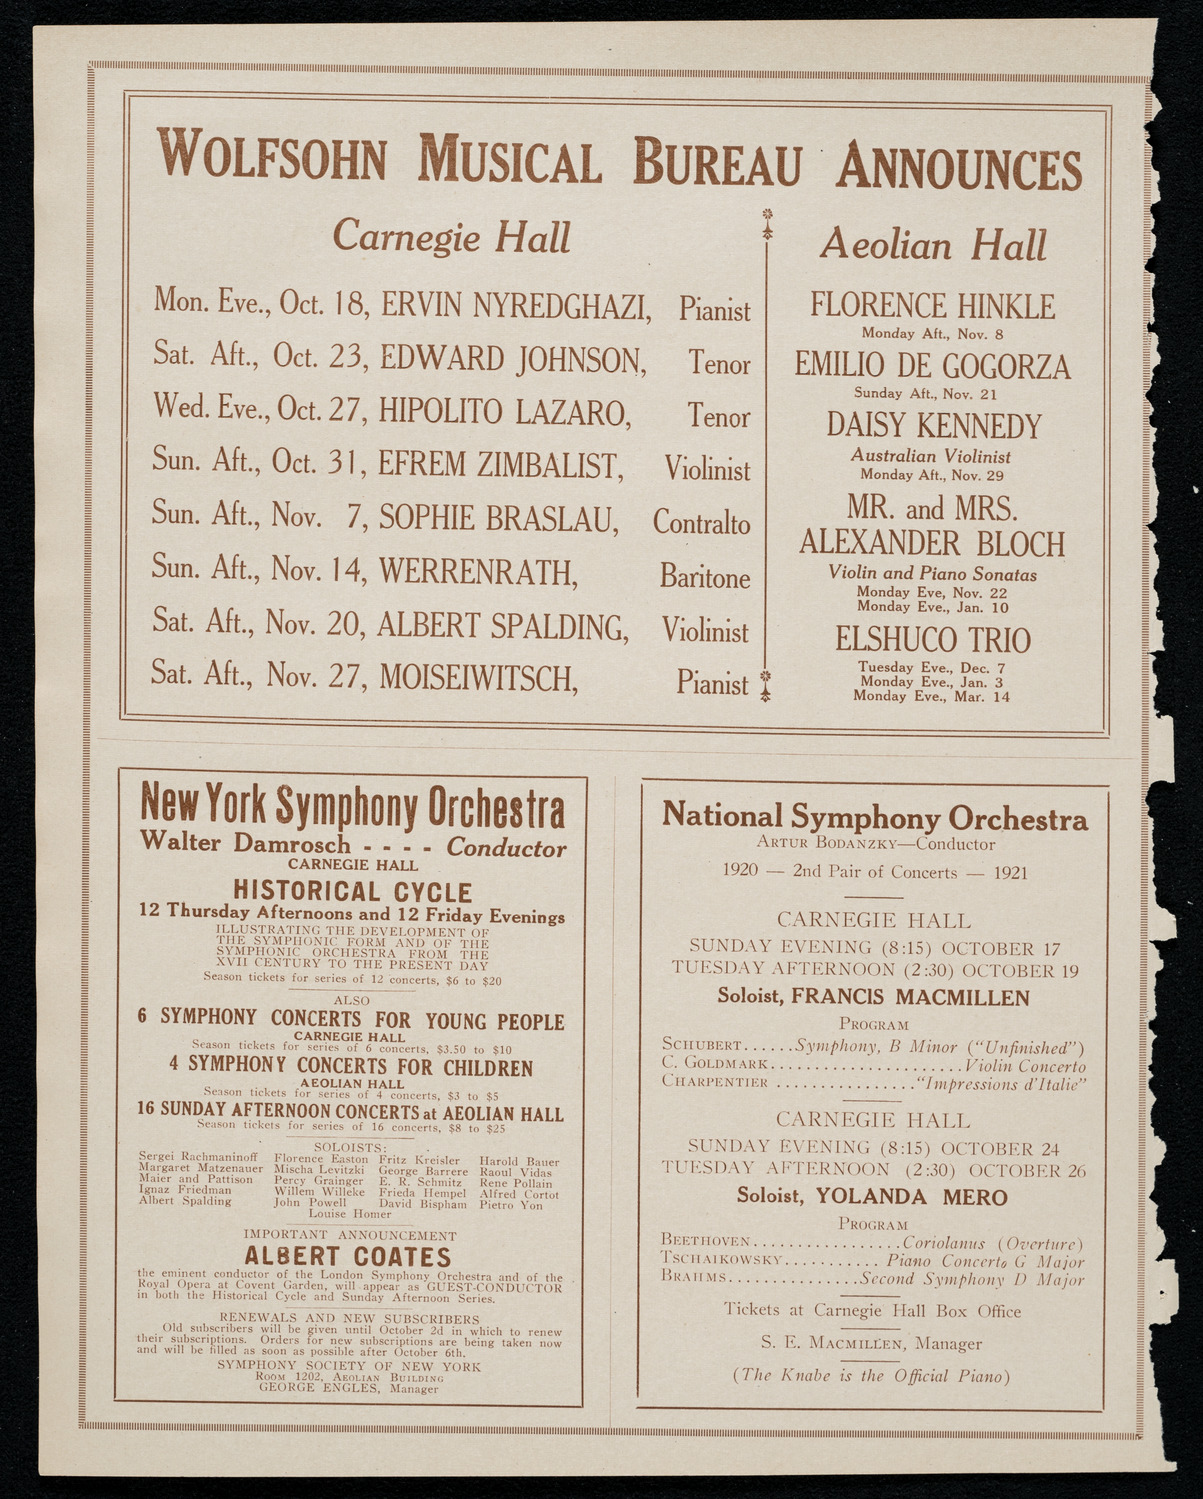 WOLFSOHN MUSICAL BUREAU ANNOUNCES
Carnegie Hall
Mon. Eve., Oct. 18, ERVIN NYREDGHAZI, Pianist
Sat. Aft., Oct. 23, EDWARD JOHNSON, Tenor
Wed. Eve., Oct. 27, HIPOLITO LAZARO, Tenor
Sun. Aft., Oct. 31, EFREM ZIMBALIST, Violinist
Sun. Aft., Nov. 7, SOPHIE BRASLAU, Contralto
Sun. Aft., Nov. 14, WERRENRATH, Baritone
Sat. Aft., Nov. 20, ALBERT SPALDING, Violinist
Sat. Aft., Nov. 27, MOISEIWITSCH, Pianist
Aeolian Hall
FLORENCE HINKLE
Monday Aft., Nov. 8
EMILIO DE GOGORZA
Sunday Aft., Nov. 21
DAISY KENNEDY
Australian Violinist
Monday Aft., Nov. 29
MR. and MRS.
ALEXANDER BLOCH
Violin and Piano Sonatas
Monday Eve, Nov. 22
Monday Eve., Jan. 10
ELSHUCO TRIO
Tuesday Eve., Dec. 7
Monday Eve., Jan. 3
Monday Eve., Mar. 14
New York Symphony Orchestra
Walter Damrosch - - - - Conductor
CARNEGIE HALL
HISTORICAL CYCLE
12 Thursday Afternoons and 12 Friday Evenings
ILLUSTRATING THE DEVELOPMENT OF
THE SYMPHONIC FORM AND OF THE
SYMPHONIC ORCHESTRA FROM THE
XVII CENTURY TO THE PRESENT DAY
Season tickets for series of 12 concerts, $6 to $20
ALSO
6 SYMPHONY CONCERTS FOR YOUNG PEOPLE
CARNEGIE HALL
Season tickets for series of 6 concerts, $3.50 to $10
4 SYMPHONY CONCERTS FOR CHILDREN
AEOLIAN HALL
Season tickets for series of 4 concerts, $3 to $5
16 SUNDAY AFTERNOON CONCERTS at AEOLIAN HALL
Season tickets for series of 16 concerts, $8 to $25
SOLOISTS:
Sergei Rachmaninoff Florence Easton Fritz Kreisler Harold Bauer
Margaret Matzenauer Mischa Levitzki George Barrere Raoul Vidas
Maier and Pattison Percy Grainger E. R. Schmitz Rene Pollain
Ignaz Friedman Willem Willeke Frieda Hempel Alfred Cortot
Albert Spalding John Powell David Bispham Pietro Yon
Louise Homer
IMPORTANT ANNOUNCEMENT
ALBERT COATES
the eminent conductor of the London Symphony Orchestra and of the
Royal Opera at Covent Garden, will appear as GUEST-CONDUCTOR
in both the Historical Cycle and Sunday Afternoon Series.
RENEWALS AND NEW SUBSCRIBERS
Old subscribers will be given until October 2d in which to renew
their subscriptions. Orders for new subscriptions are being taken now
and will be filled as soon as possible after October 6th.
SYMPHONY SOCIETY OF NEW YORK
ROOM 1202, AEOLIAN BUILDING
GEORGE ENGLES, Manager
National Symphony Orchestra
ARTUR BODANZKY—Conductor
1920 — 2nd Pair of Concerts — 1921
CARNEGIE HALL
SUNDAY EVENING (8:15) OCTOBER 17
TUESDAY AFTERNOON (2:30) OCTOBER 19
Soloist, FRANCIS MACMILLEN
PROGRAM
SCHUBERT......Symphony, B Minor ("Unfinished")
C. GOLDMARK......................Violin Concerto
CHARPENTIER ................"Impressions d'Italie"
CARNEGIE HALL
SUNDAY EVENING (8:15) OCTOBER 24
TUESDAY AFTERNOON (2:30) OCTOBER 26
Soloist, YOLANDA MERO
PROGRAM
BEETHOVEN.................Coriolanus (Overture)
TSCHAIKOWSKY........... Piano Concerto G Major
BRAHMS...............Second Symphony D Major
Tickets at Carnegie Hall Box Office
S. E. MACMILLEN, Manager
(The Knabe is the Official Piano)